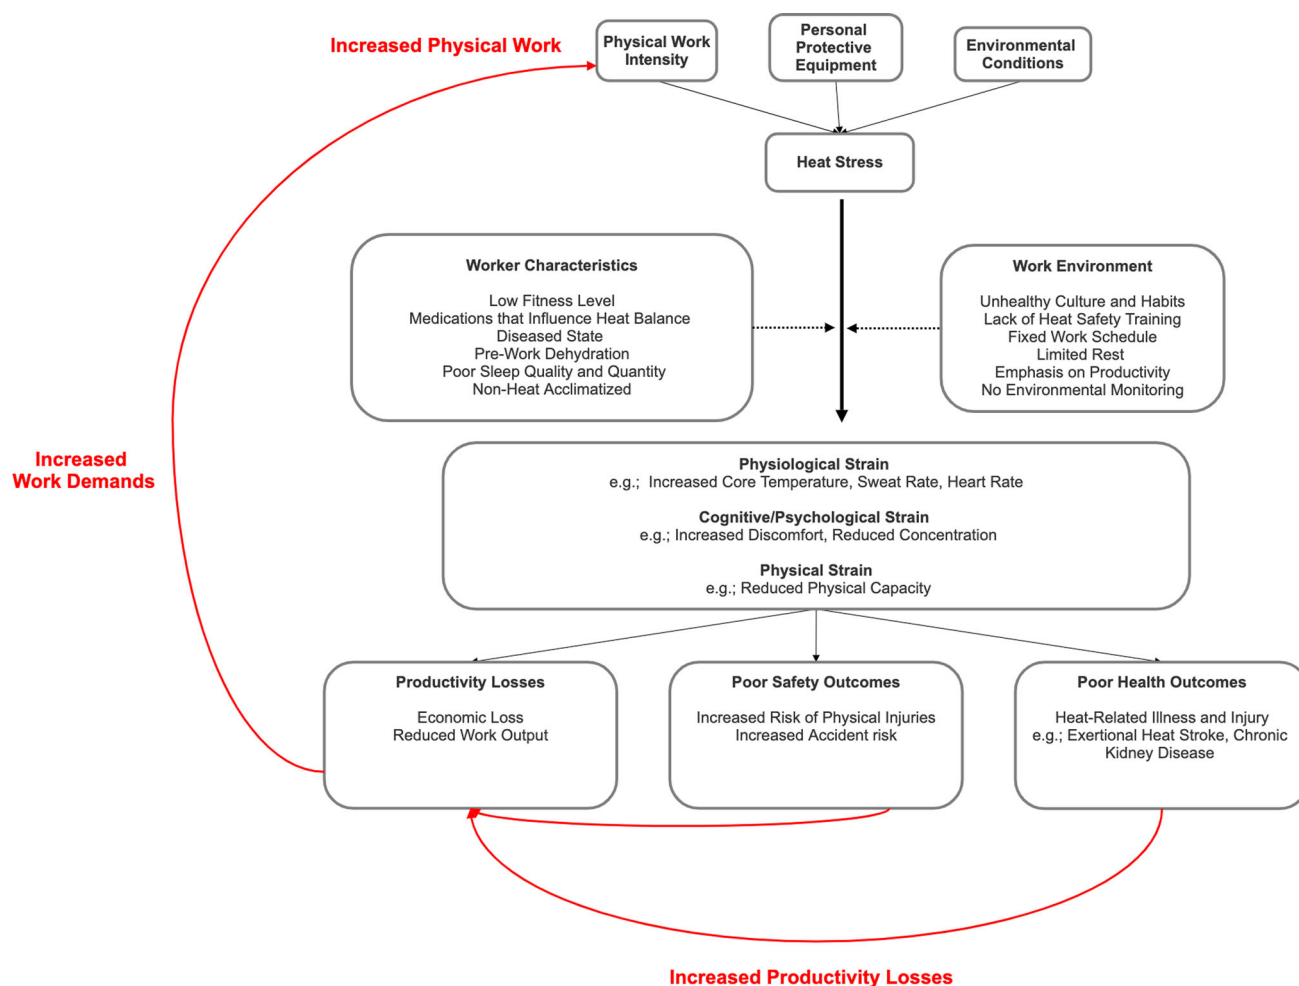 Increased Physical Work
Physical Work
Intensity
Personal
Protective
Equipment
Environmental
Conditions
Heat Stress
Worker Characteristics
Low Fitness Level
Medications that Influence Heat Balance
Diseased State
Pre-Work Dehydration
Poor Sleep Quality and Quantity
Non-Heat Acclimatized
Work Environment
Unhealthy Culture and Habits
Lack of Heat Safety Training
Fixed Work Schedule
Limited Rest
Emphasis on Productivity
No Environmental Monitoring
Increased
Work Demands
Physiological Strain
e.g.; Increased Core Temperature, Sweat Rate, Heart Rate
Cognitive/Psychological Strain
e.g.; Increased Discomfort, Reduced Concentration
Physical Strain
e.g.; Reduced Physical Capacity
Productivity Losses
Economic Loss
Reduced Work Output
Poor Safety Outcomes
Increased Risk of Physical Injuries
Increased Accident risk
Poor Health Outcomes
Heat-Related Illness and Injury
e.g.; Exertional Heat Stroke, Chronic
Kidney Disease
Increased Productivity Losses